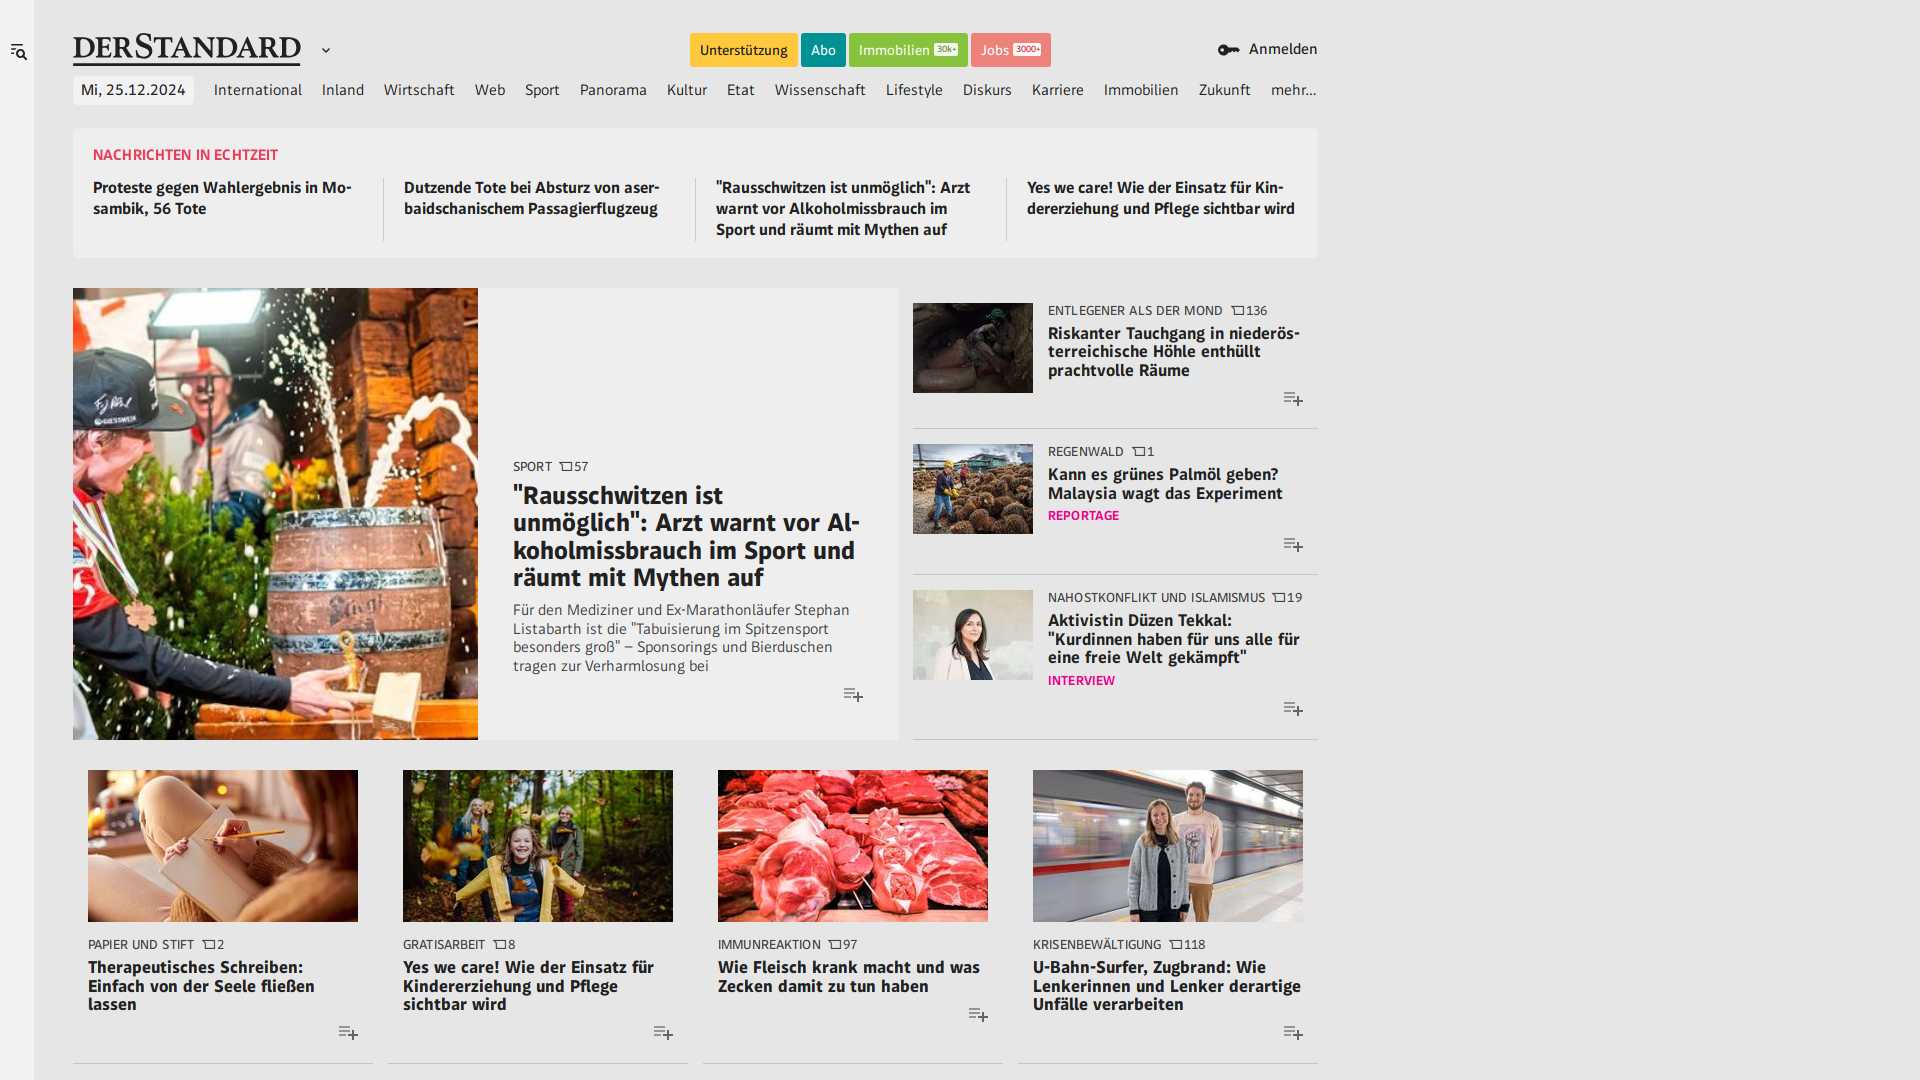 DERSTANDARD
Unterstützung
Abo
Immobilien 30k+
Jobs 3000+
Anmelden
Mi, 25.12.2024
International
Inland
Wirtschaft
Web
Sport
Panorama
Kultur
Etat
Wissenschaft
Lifestyle
Diskurs
Karriere
Immobilien
Zukunft
mehr...
NACHRICHTEN IN ECHTZEIT
Proteste gegen Wahlergebnis in Mo-
sambik, 56 Tote
Dutzende Tote bei Absturz von aser-
baidschanischem Passagierflugzeug
"Rausschwitzen ist unmöglich": Arzt
warnt vor Alkoholmissbrauch im
Sport und räumt mit Mythen auf
Yes we care! Wie der Einsatz für Kin-
dererziehung und Pflege sichtbar wird
SPORT 57
"Rausschwitzen ist
unmöglich": Arzt warnt vor Al-
koholmissbrauch im Sport und
räumt mit Mythen auf
Für den Mediziner und Ex-Marathonläufer Stephan
Listabarth ist die "Tabuisierung im Spitzensport
besonders groß" – Sponsorings und Bierduschen
tragen zur Verharmlosung bei
ENTLEGENER ALS DER MOND 136
Riskanter Tauchgang in niederös-
terreichische Höhle enthüllt
prachtvolle Räume
REGENWALD 1
Kann es grünes Palmöl geben?
Malaysia wagt das Experiment
REPORTAGE
NAHOSTKONFLIKT UND ISLAMISMUS 19
Aktivistin Düzen Tekkal:
"Kurdinnen haben für uns alle für
eine freie Welt gekämpft"
INTERVIEW
PAPIER UND STIFT 2
Therapeutisches Schreiben:
Einfach von der Seele fließen
lassen
GRATISARBEIT 8
Yes we care! Wie der Einsatz für
Kindererziehung und Pflege
sichtbar wird
IMMUNREAKTION 97
Wie Fleisch krank macht und was
Zecken damit zu tun haben
KRISENBEWÄLTIGUNG 118
U-Bahn-Surfer, Zugbrand: Wie
Lenkerinnen und Lenker derartige
Unfälle verarbeiten